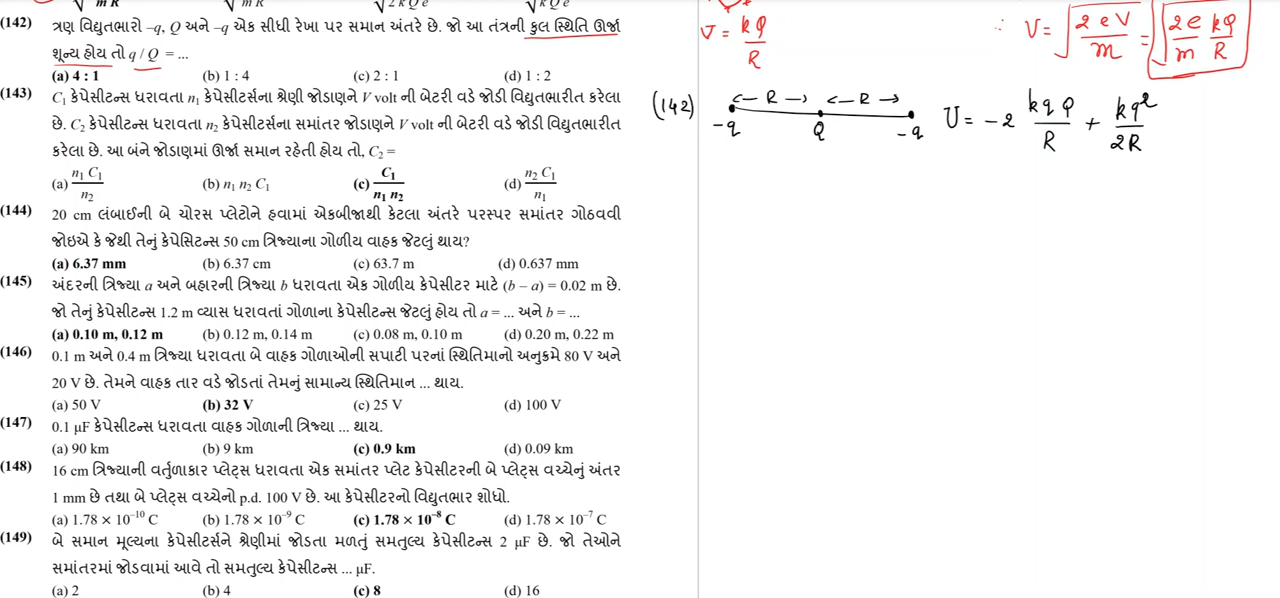 √ m R √ m R √ 2 k Q e √ k Q e
(142) ત્રણ વિદ્યુતભારો –q, Q અને –q એક સીધી રેખા પર સમાન અંતરે છે. જો આ તંત્રની કુલ સ્થિતિ ઊર્જા
શૂન્ય હોય તો q / Q = ...
(a) 4 : 1 (b) 1 : 4 (c) 2 : 1 (d) 1 : 2
(143) C₁ કેપેસીટન્સ ધરાવતા n₁ કેપેસીટર્સના શ્રેણી જોડાણને V volt ની બેટરી વડે જોડી વિદ્યુતભારીત કરેલા
છે. C₂ કેપેસીટન્સ ધરાવતા n₂ કેપેસીટર્સના સમાંતર જોડાણને V volt ની બેટરી વડે જોડી વિદ્યુતભારીત
કરેલા છે. આ બંને જોડાણમાં ઊર્જા સમાન રહેતી હોય તો, C₂ =
(a) n₁ C₁ / n₂ (b) n₁ n₂ C₁ (c) C₁ / n₁ n₂ (d) n₂ C₁ / n₁
(144) 20 cm લંબાઈની બે ચોરસ પ્લેટોને હવામાં એકબીજાથી કેટલા અંતરે પરસ્પર સમાંતર ગોઠવવી
જોઇએ કે જેથી તેનું કેપેસિટન્સ 50 cm ત્રિજ્યાના ગોળીય વાહક જેટલું થાય?
(a) 6.37 mm (b) 6.37 cm (c) 63.7 m (d) 0.637 mm
(145) અંદરની ત્રિજ્યા a અને બહારની ત્રિજ્યા b ધરાવતા એક ગોળીય કેપેસીટર માટે (b – a) = 0.02 m છે.
જો તેનું કેપેસીટન્સ 1.2 m વ્યાસ ધરાવતાં ગોળાના કેપેસીટન્સ જેટલું હોય તો a = ... અને b = ...
(a) 0.10 m, 0.12 m (b) 0.12 m, 0.14 m (c) 0.08 m, 0.10 m (d) 0.20 m, 0.22 m
(146) 0.1 m અને 0.4 m ત્રિજ્યા ધરાવતા બે વાહક ગોળાઓની સપાટી પરનાં સ્થિતિમાનો અનુક્રમે 80 V અને
20 V છે. તેમને વાહક તાર વડે જોડતાં તેમનું સામાન્ય સ્થિતિમાન ... થાય.
(a) 50 V (b) 32 V (c) 25 V (d) 100 V
(147) 0.1 μF કેપેસીટન્સ ધરાવતા વાહક ગોળાની ત્રિજ્યા ... થાય.
(a) 90 km (b) 9 km (c) 0.9 km (d) 0.09 km
(148) 16 cm ત્રિજ્યાની વર્તુળાકાર પ્લેટ્સ ધરાવતા એક સમાંતર પ્લેટ કેપેસીટરની બે પ્લેટ્સ વચ્ચેનું અંતર
1 mm છે તથા બે પ્લેટ્સ વચ્ચેનો p.d. 100 V છે. આ કેપેસીટરનો વિદ્યુતભાર શોધો.
(a) 1.78 × 10⁻¹⁰ C (b) 1.78 × 10⁻⁹ C (c) 1.78 × 10⁻⁸ C (d) 1.78 × 10⁻⁷ C
(149) બે સમાન મૂલ્યના કેપેસીટર્સને શ્રેણીમાં જોડતા મળતું સમતુલ્ય કેપેસીટન્સ 2 μF છે. જો તેઓને
સમાંતરમાં જોડવામાં આવે તો સમતુલ્ય કેપેસીટન્સ ... μF.
(a) 2 (b) 4 (c) 8 (d) 16
V = kQ / R
∴ v = √(2 e V / m) = √(2e / m kQ / R)
(142) <– R –> <– R –>
-q Q -q
U = -2 k q Q / R + k q² / 2R